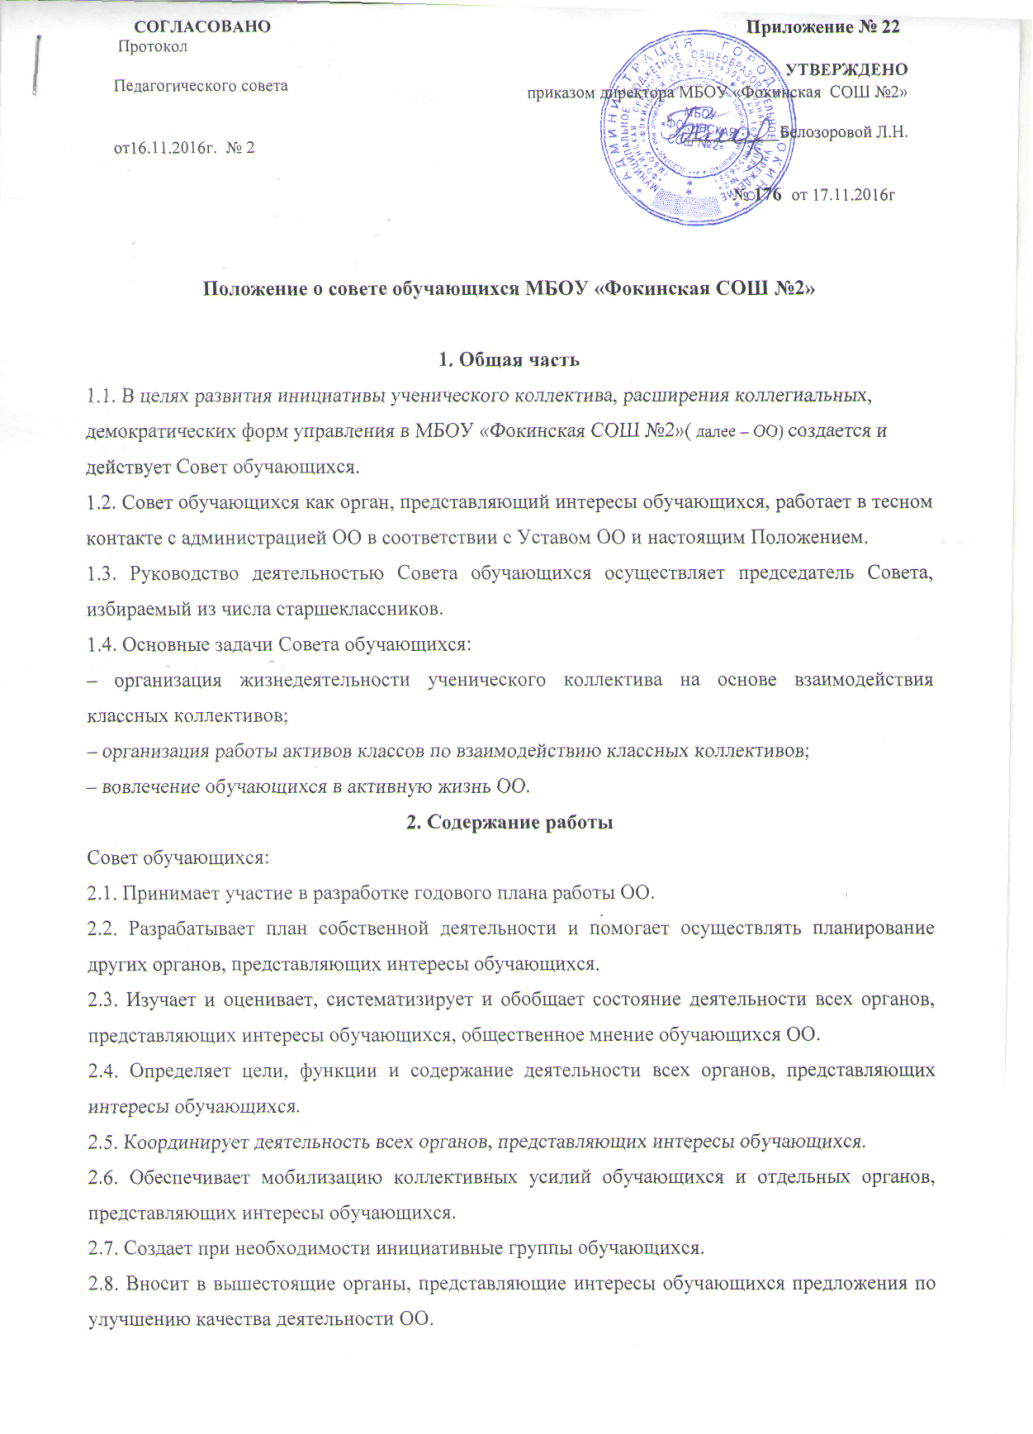 СОГЛАСОВАНО
Протокол
Педагогического совета
от16.11.2016г. № 2
Приложение № 22
УТВЕРЖДЕНО
приказом директора МБОУ «Фокинская СОШ №2»
Белозоровой Л.Н.
№ 176 от 17.11.2016г
МБОУ
«ФОКИНСКАЯ
СОШ №2»
Положение о совете обучающихся МБОУ «Фокинская СОШ №2»
1. Общая часть
1.1. В целях развития инициативы ученического коллектива, расширения коллегиальных,
демократических форм управления в МБОУ «Фокинская СОШ №2»( далее – ОО) создается и
действует Совет обучающихся.
1.2. Совет обучающихся как орган, представляющий интересы обучающихся, работает в тесном
контакте с администрацией ОО в соответствии с Уставом ОО и настоящим Положением.
1.3. Руководство деятельностью Совета обучающихся осуществляет председатель Совета,
избираемый из числа старшеклассников.
1.4. Основные задачи Совета обучающихся:
– организация жизнедеятельности ученического коллектива на основе взаимодействия
классных коллективов;
– организация работы активов классов по взаимодействию классных коллективов;
– вовлечение обучающихся в активную жизнь ОО.
2. Содержание работы
Совет обучающихся:
2.1. Принимает участие в разработке годового плана работы ОО.
2.2. Разрабатывает план собственной деятельности и помогает осуществлять планирование
других органов, представляющих интересы обучающихся.
2.3. Изучает и оценивает, систематизирует и обобщает состояние деятельности всех органов,
представляющих интересы обучающихся, общественное мнение обучающихся ОО.
2.4. Определяет цели, функции и содержание деятельности всех органов, представляющих
интересы обучающихся.
2.5. Координирует деятельность всех органов, представляющих интересы обучающихся.
2.6. Обеспечивает мобилизацию коллективных усилий обучающихся и отдельных органов,
представляющих интересы обучающихся.
2.7. Создает при необходимости инициативные группы обучающихся.
2.8. Вносит в вышестоящие органы, представляющие интересы обучающихся предложения по
улучшению качества деятельности ОО.